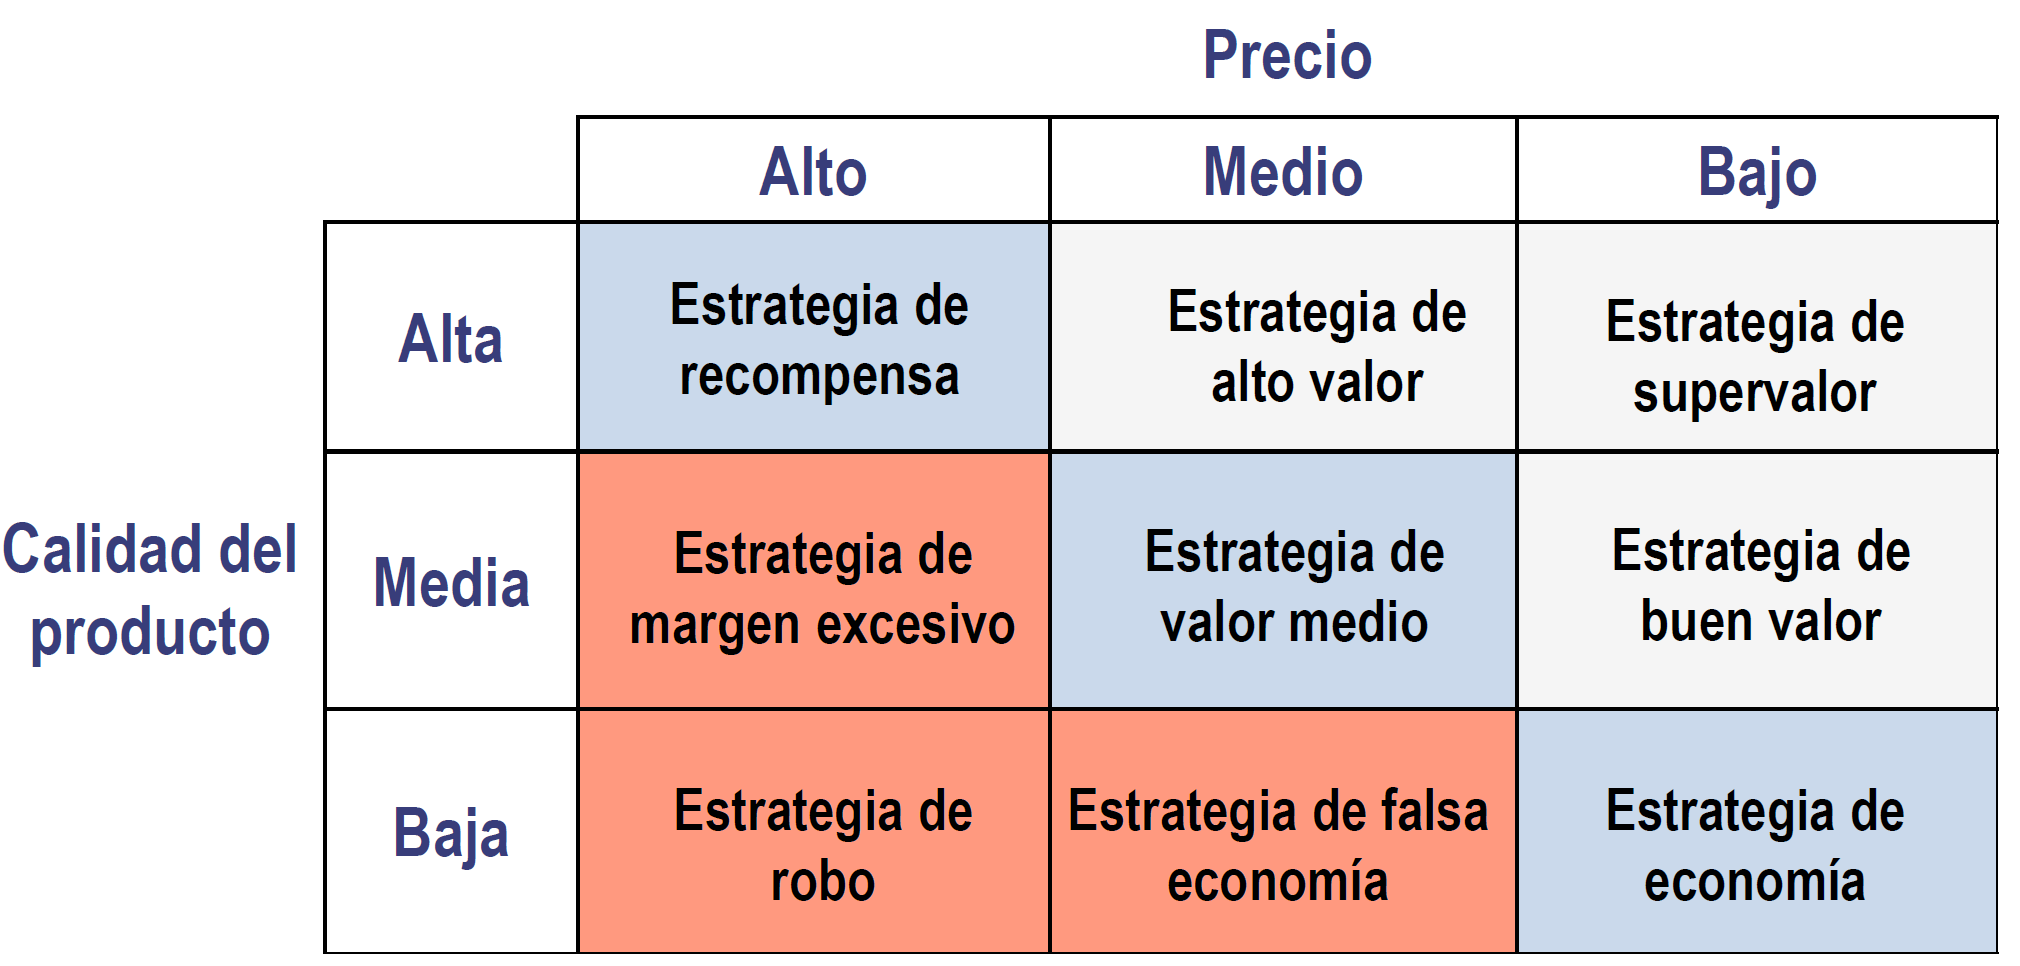 Precio
Alto Medio Bajo
Alta
Estrategia de
recompensa
Estrategia de
alto valor
Estrategia de
supervalor
Calidad del
producto
Media
Estrategia de
margen excesivo
Estrategia de
valor medio
Estrategia de
buen valor
Baja
Estrategia de
robo
Estrategia de falsa
economía
Estrategia de
economía